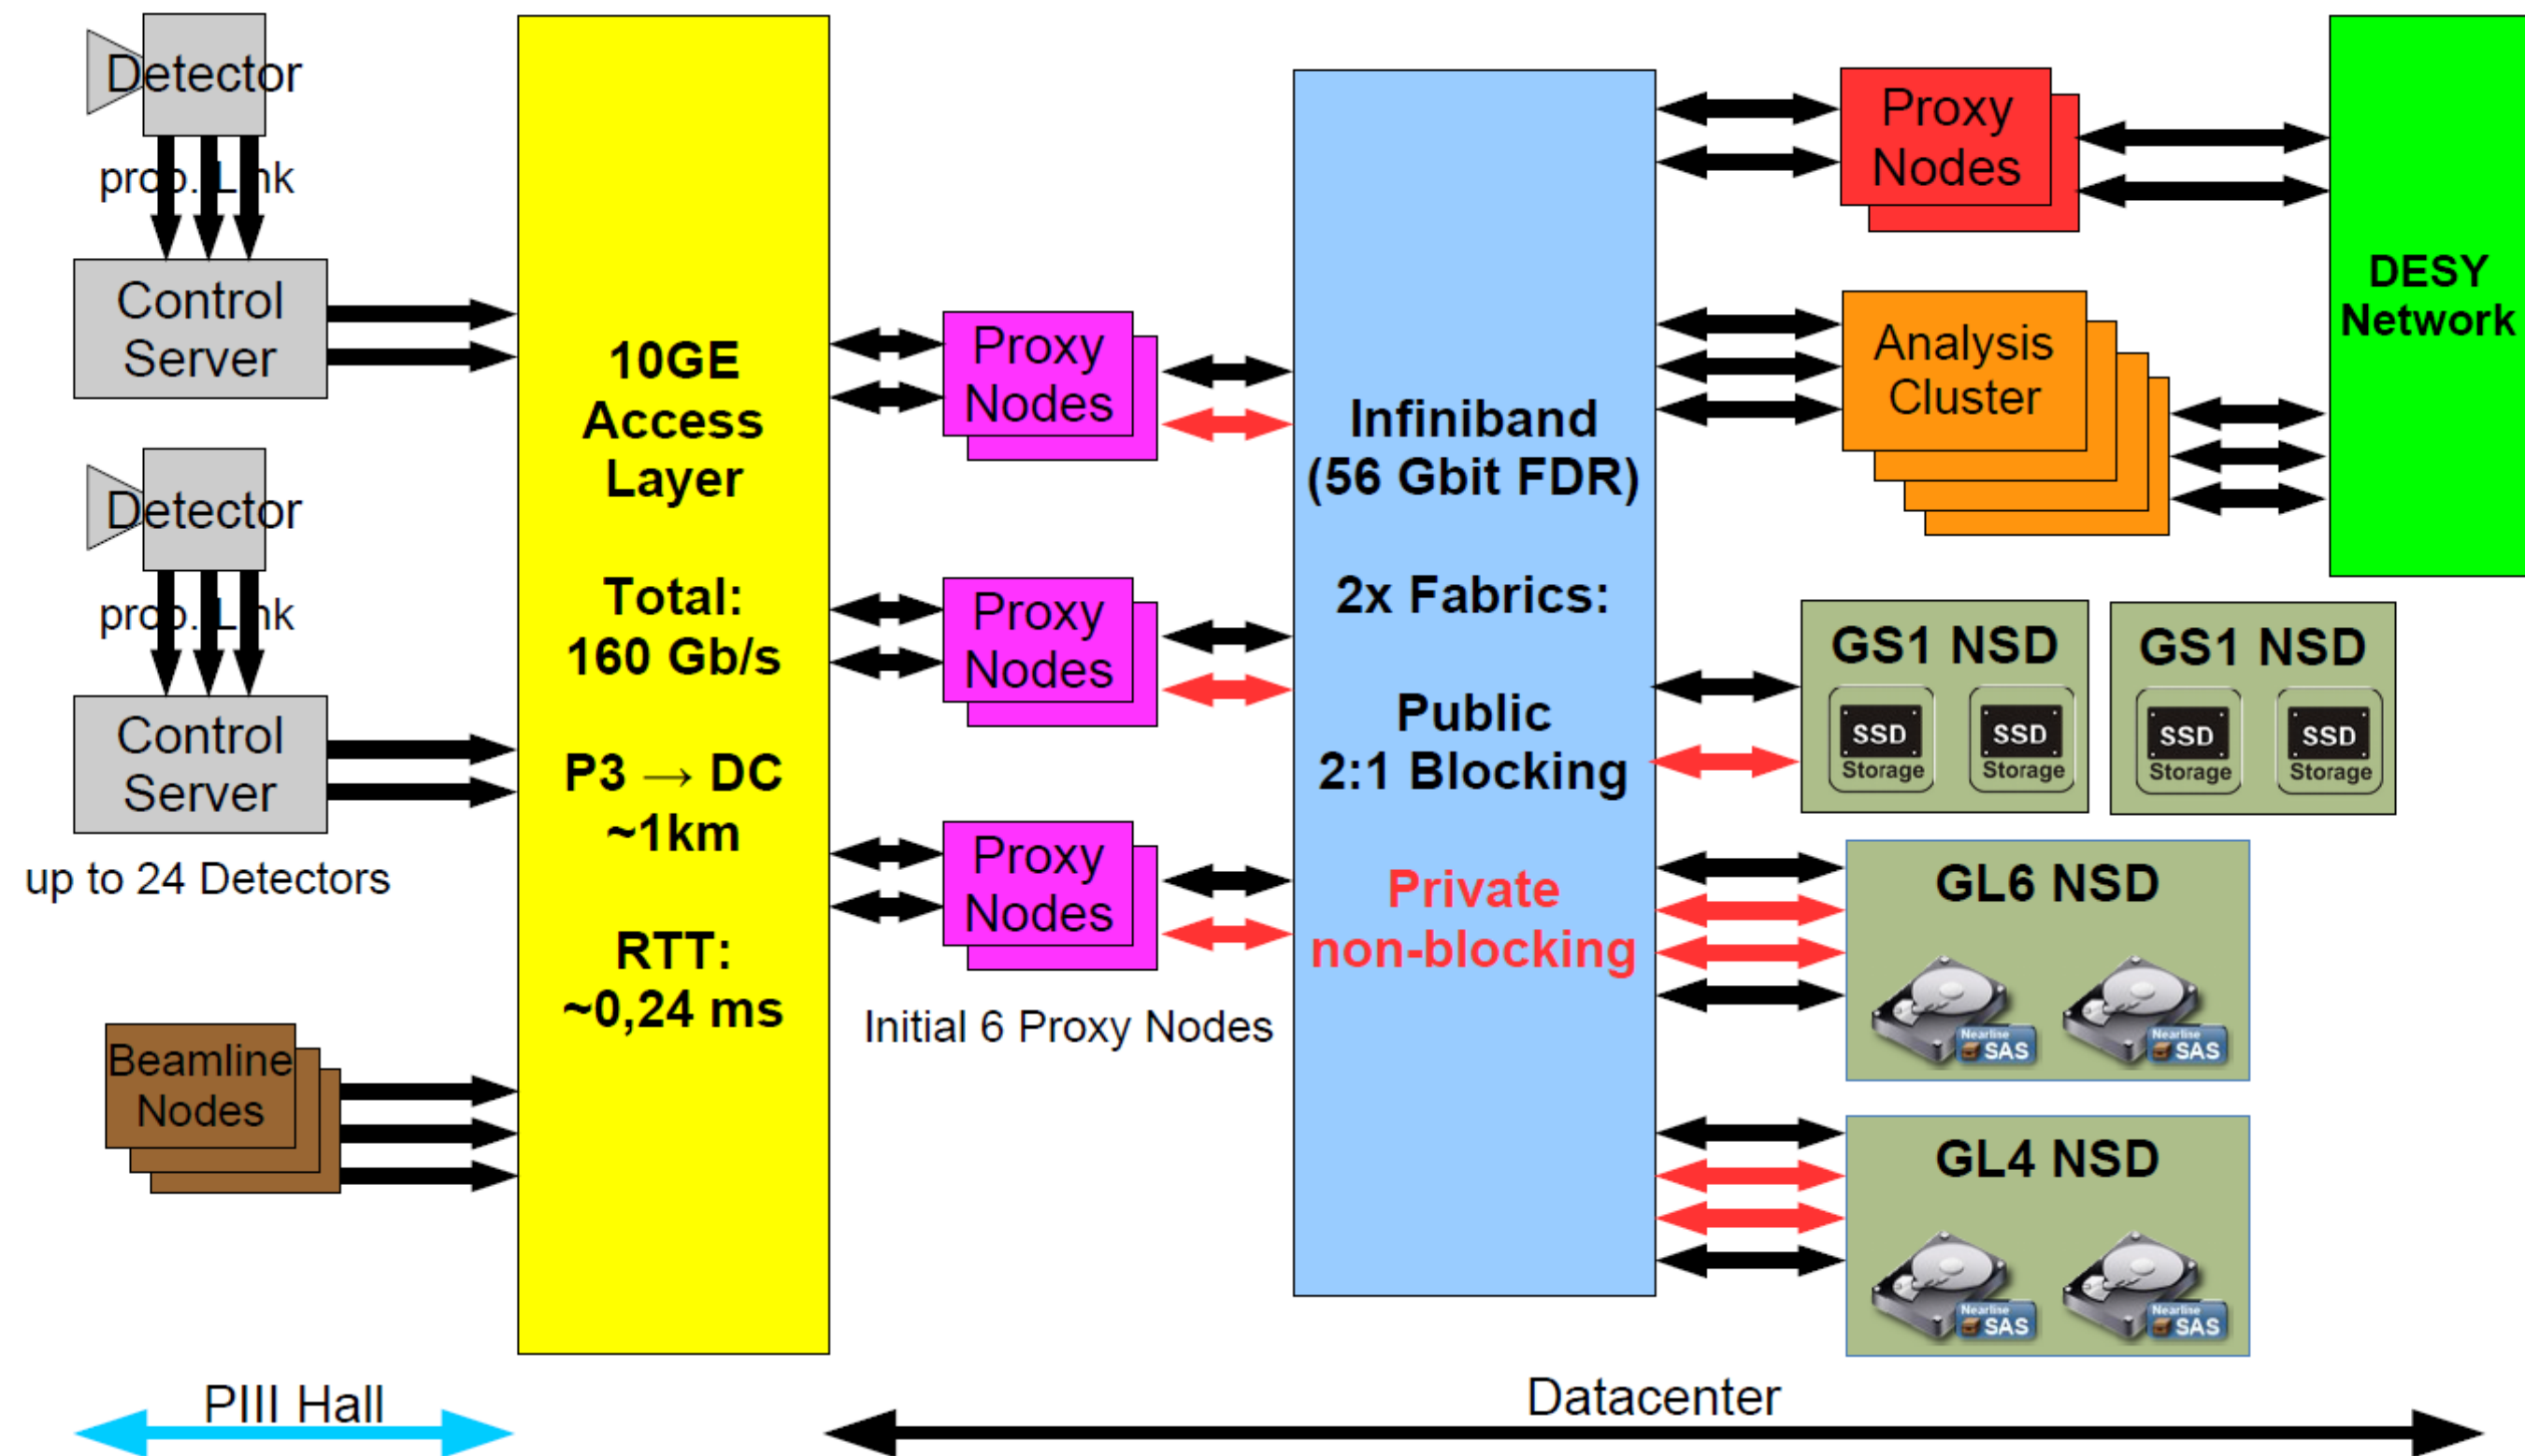 Detector
prop. Link
Control
Server
Detector
prop. Link
Control
Server
up to 24 Detectors
Beamline
Nodes
PIII Hall
10GE
Access
Layer
Total:
160 Gb/s
P3 → DC
~1km
RTT:
~0,24 ms
Proxy
Nodes
Proxy
Nodes
Proxy
Nodes
Initial 6 Proxy Nodes
Infiniband
(56 Gbit FDR)
2x Fabrics:
Public
2:1 Blocking
Private
non-blocking
Proxy
Nodes
Analysis
Cluster
DESY
Network
GS1 NSD
SSD
Storage
SSD
Storage
GS1 NSD
SSD
Storage
SSD
Storage
GL6 NSD
Nearline
SAS
Nearline
SAS
GL4 NSD
Nearline
SAS
Nearline
SAS
Datacenter